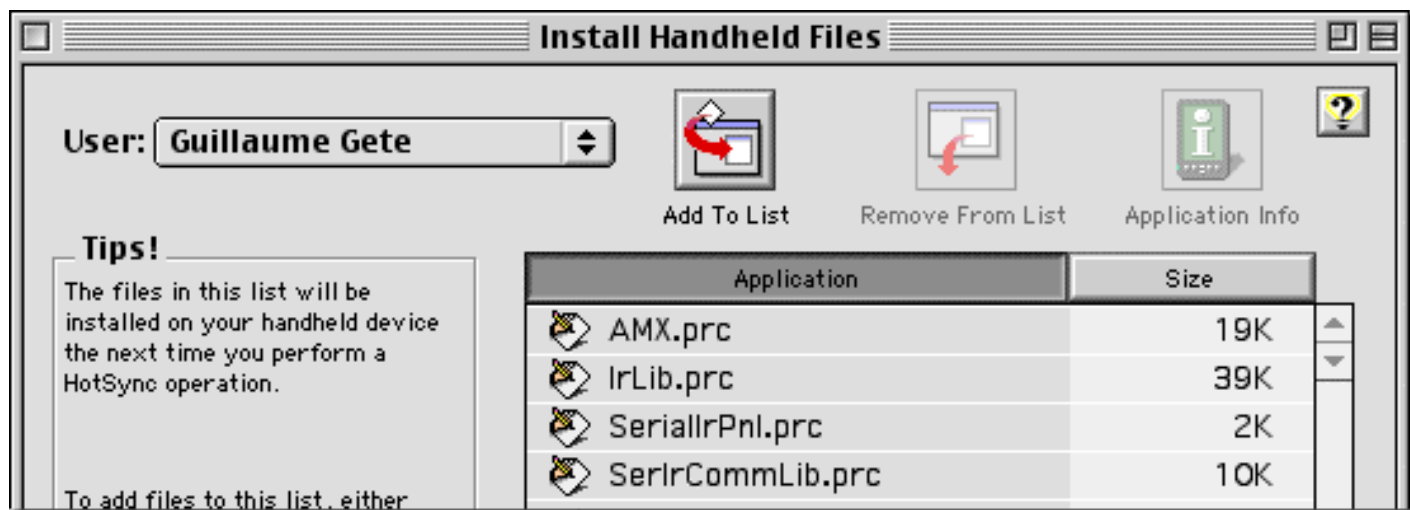 Install Handheld Files
User: Guillaume Gete
Add To List
Remove From List
Application Info
Tips!
The files in this list will be
installed on your handheld device
the next time you perform a
HotSync operation.
To add files to this list, either
Application Size
AMX.prc 19K
IrLib.prc 39K
SerialIrPnl.prc 2K
SerIrCommLib.prc 10K